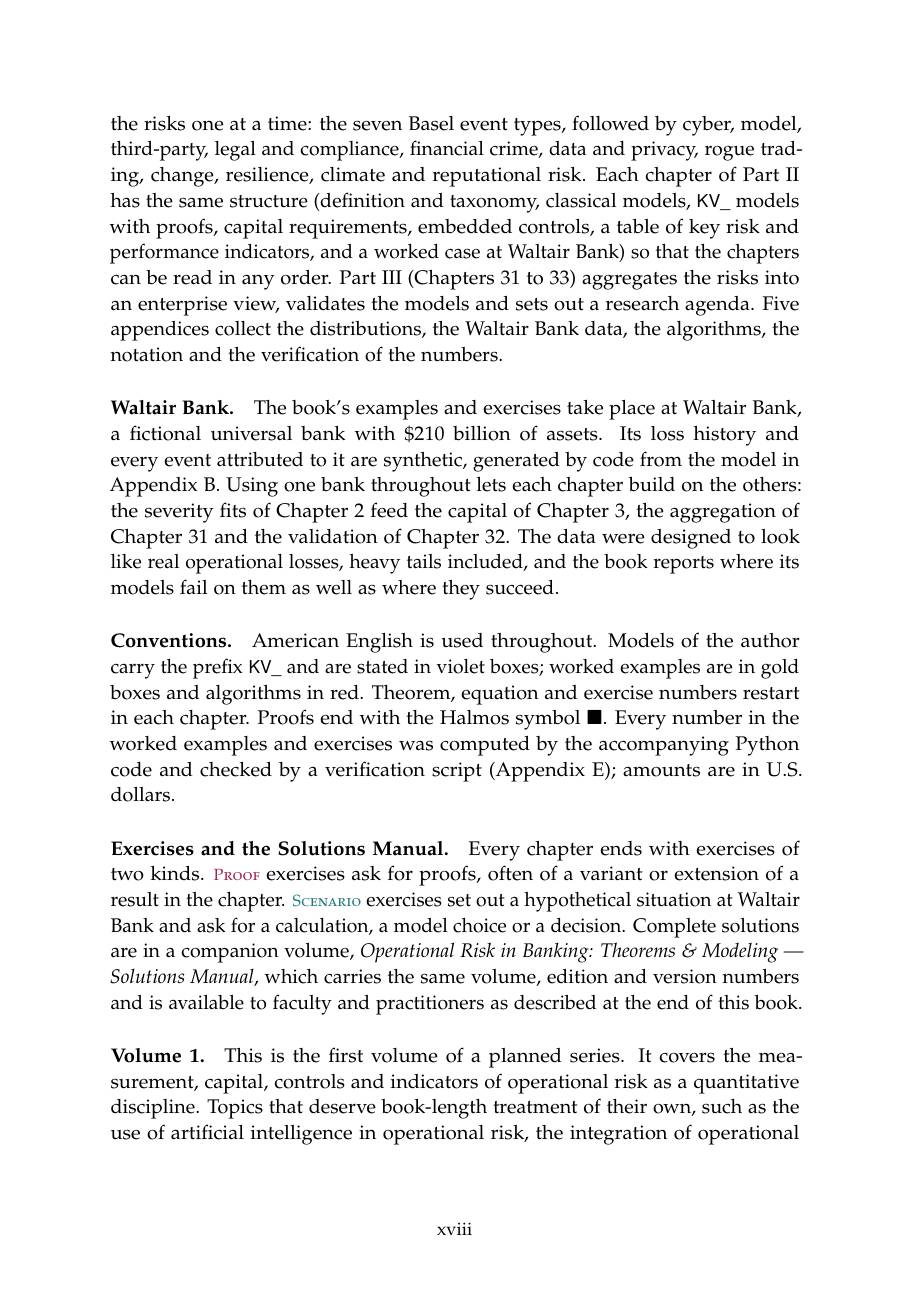 the risks one at a time: the seven Basel event types, followed by cyber, model,
third-party, legal and compliance, financial crime, data and privacy, rogue trad-
ing, change, resilience, climate and reputational risk. Each chapter of Part II
has the same structure (definition and taxonomy, classical models, KV_ models
with proofs, capital requirements, embedded controls, a table of key risk and
performance indicators, and a worked case at Waltair Bank) so that the chapters
can be read in any order. Part III (Chapters 31 to 33) aggregates the risks into
an enterprise view, validates the models and sets out a research agenda. Five
appendices collect the distributions, the Waltair Bank data, the algorithms, the
notation and the verification of the numbers.
Waltair Bank. The book's examples and exercises take place at Waltair Bank,
a fictional universal bank with $210 billion of assets. Its loss history and
every event attributed to it are synthetic, generated by code from the model in
Appendix B. Using one bank throughout lets each chapter build on the others:
the severity fits of Chapter 2 feed the capital of Chapter 3, the aggregation of
Chapter 31 and the validation of Chapter 32. The data were designed to look
like real operational losses, heavy tails included, and the book reports where its
models fail on them as well as where they succeed.
Conventions. American English is used throughout. Models of the author
carry the prefix KV_ and are stated in violet boxes; worked examples are in gold
boxes and algorithms in red. Theorem, equation and exercise numbers restart
in each chapter. Proofs end with the Halmos symbol ■. Every number in the
worked examples and exercises was computed by the accompanying Python
code and checked by a verification script (Appendix E); amounts are in U.S.
dollars.
Exercises and the Solutions Manual. Every chapter ends with exercises of
two kinds. PROOF exercises ask for proofs, often of a variant or extension of a
result in the chapter. SCENARIO exercises set out a hypothetical situation at Waltair
Bank and ask for a calculation, a model choice or a decision. Complete solutions
are in a companion volume, Operational Risk in Banking: Theorems & Modeling —
Solutions Manual, which carries the same volume, edition and version numbers
and is available to faculty and practitioners as described at the end of this book.
Volume 1. This is the first volume of a planned series. It covers the mea-
surement, capital, controls and indicators of operational risk as a quantitative
discipline. Topics that deserve book-length treatment of their own, such as the
use of artificial intelligence in operational risk, the integration of operational
xviii